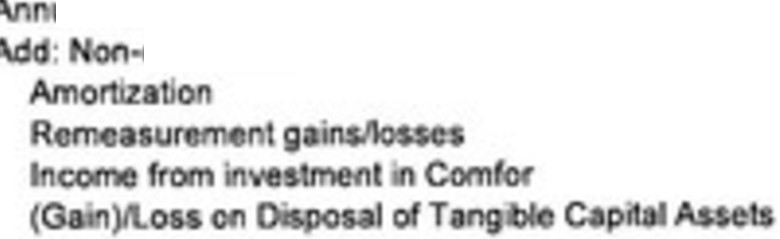 Add: Non-
Amortization
Remeasurement gains/losses
Income from investment in Comfor
(Gain)/Loss on Disposal of Tangible Capital Assets